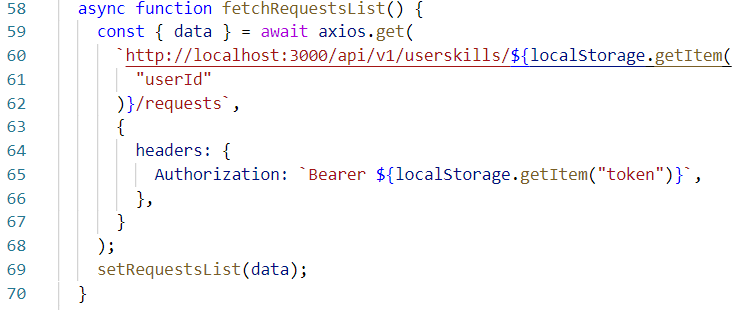 58 async function fetchRequestsList() {
59 const { data } = await axios.get(
60 `http://localhost:3000/api/v1/userskills/${localStorage.getItem(
61 "userId"
62 )}/requests`,
63 {
64 headers: {
65 Authorization: `Bearer ${localStorage.getItem("token")}`,
66 },
67 }
68 );
69 setRequestsList(data);
70 }